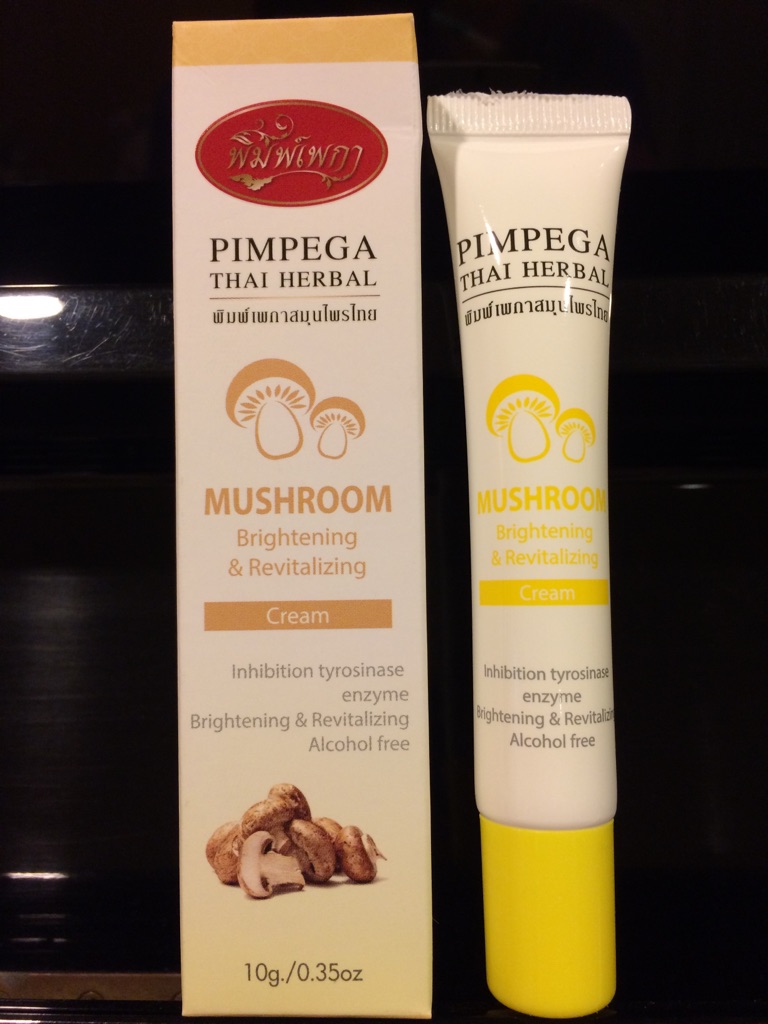 พิมพ์เพกา
PIMPEGA
THAI HERBAL
พิมพ์เพกาสมุนไพรไทย
MUSHROOM
Brightening
& Revitalizing
Cream
Inhibition tyrosinase
enzyme
Brightening & Revitalizing
Alcohol free
10g./0.35oz
PIMPEGA
THAI HERBAL
พิมพ์เพกาสมุนไพรไทย
MUSHROOM
Brightening
& Revitalizing
Cream
Inhibition tyrosinase
enzyme
Brightening & Revitalizin
Alcohol free